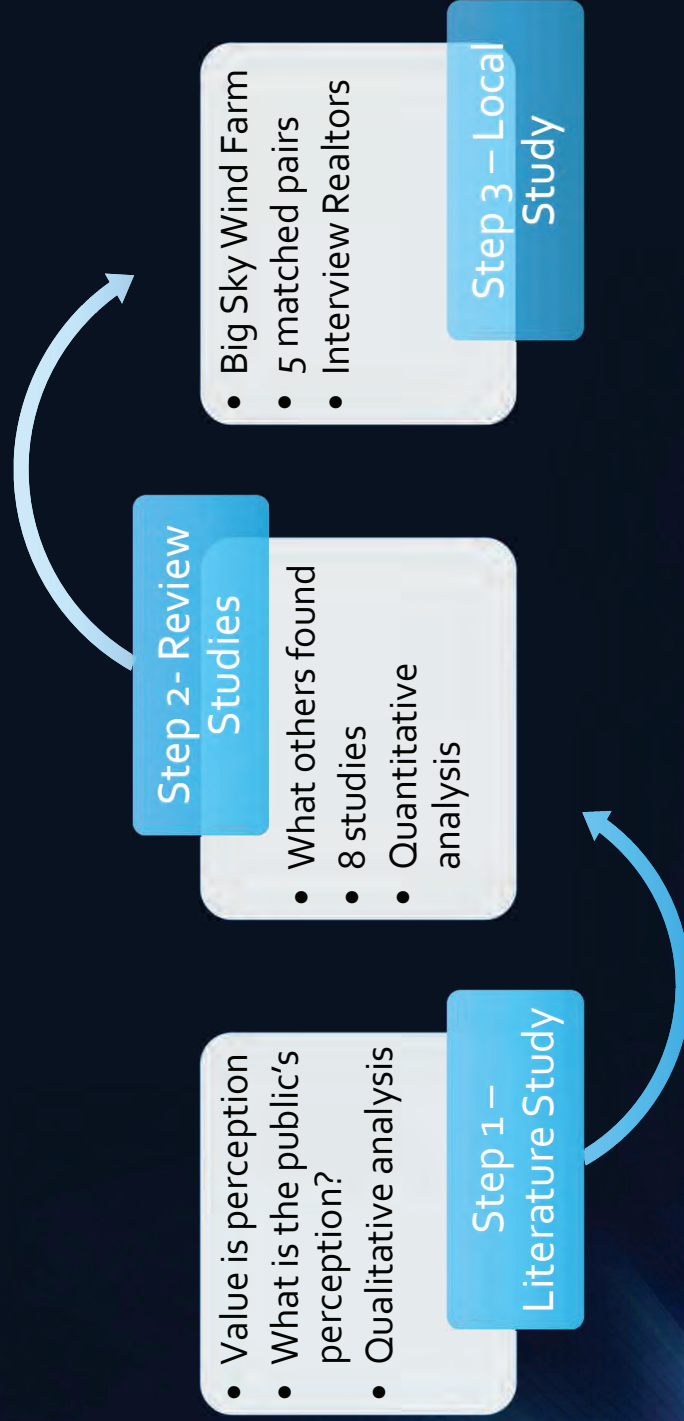 • Value is perception
• What is the public's
perception?
• Qualitative analysis
Step 1 –
Literature Study
Step 2- Review
Studies
• What others found
• 8 studies
• Quantitative
analysis
• Big Sky Wind Farm
• 5 matched pairs
• Interview Realtors
Step 3 – Local
Study